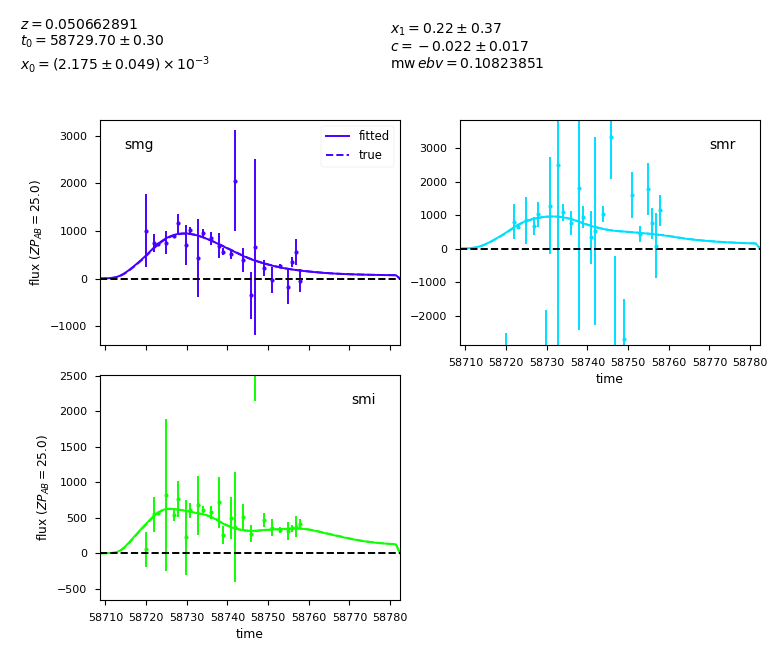 z = 0.050662891
t₀ = 58729.70 ± 0.30
x₀ = (2.175 ± 0.049) × 10⁻³
x₁ = 0.22 ± 0.37
c = −0.022 ± 0.017
mw ebv = 0.10823851
smg
fitted
true
3000
2000
1000
0
−1000
flux (ZP_AB = 25.0)
smr
3000
2000
1000
0
−1000
−2000
58710 58720 58730 58740 58750 58760 58770 58780
time
smi
2500
2000
1500
1000
500
0
−500
flux (ZP_AB = 25.0)
58710 58720 58730 58740 58750 58760 58770 58780
time